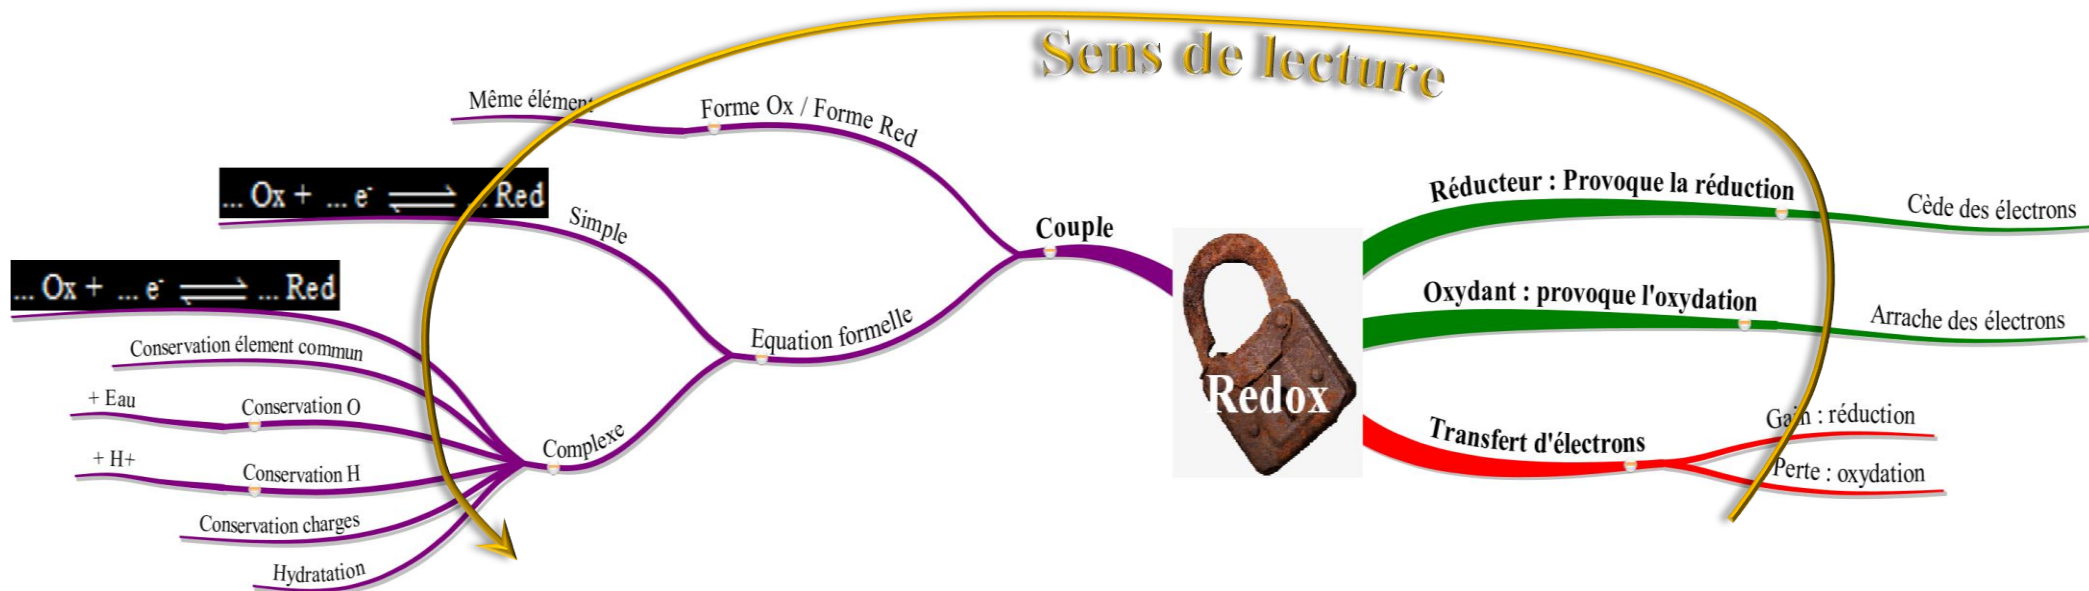 Sens de lecture
Même élément
Forme Ox / Forme Red
... Ox + ... e- ⇌ ... Red
Simple
Couple
Réducteur : Provoque la réduction
Cède des électrons
... Ox + ... e- ⇌ ... Red
Equation formelle
Oxydant : provoque l'oxydation
Arrache des électrons
Conservation élement commun
+ Eau
Conservation O
Redox
Complexe
Transfert d'électrons
Gain : réduction
Perte : oxydation
+ H+
Conservation H
Conservation charges
Hydratation